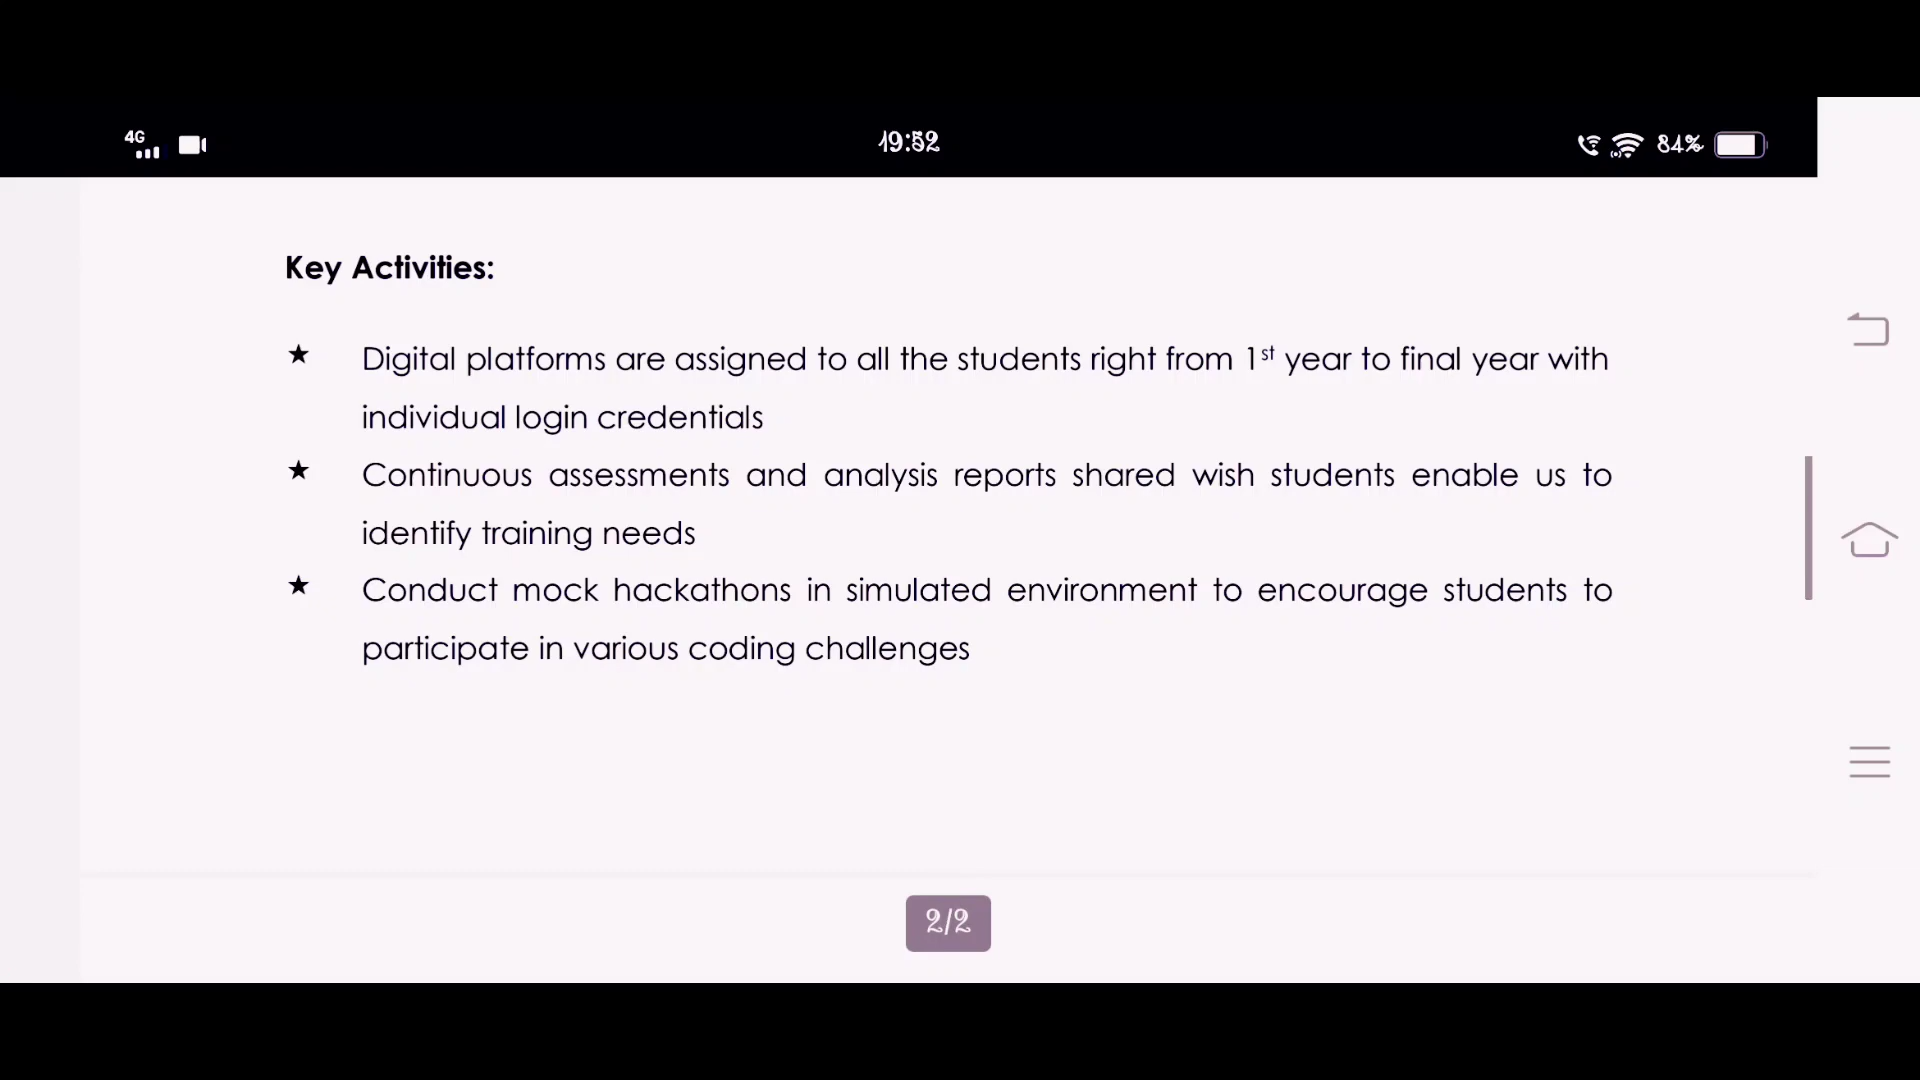 4G
19:52
84%
Key Activities:
★ Digital platforms are assigned to all the students right from 1st year to final year with
individual login credentials
★ Continuous assessments and analysis reports shared wish students enable us to
identify training needs
★ Conduct mock hackathons in simulated environment to encourage students to
participate in various coding challenges
2/2